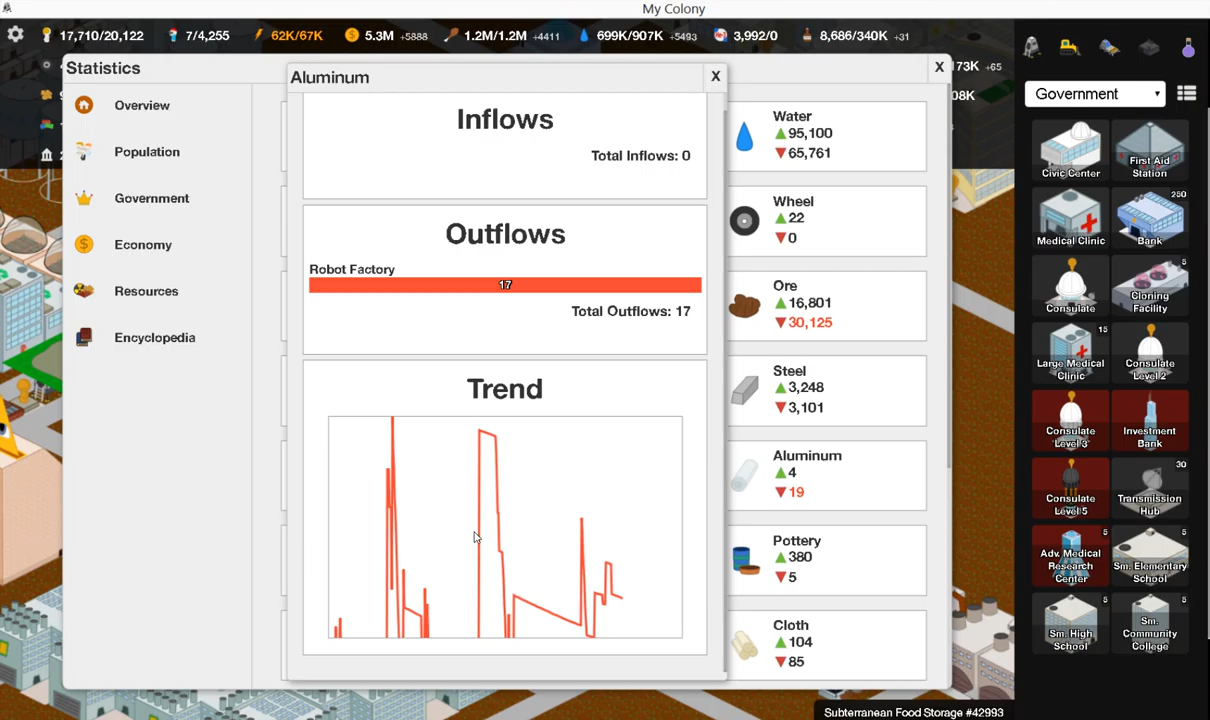 My Colony
17,710/20,122
7/4,255
62K/67K
5.3M +5888
1.2M/1.2M +4411
699K/907K +5493
3,992/0
8,686/340K +31
Statistics
X
Aluminum
X
73K +65
08K
Government
Overview
Population
Government
Economy
Resources
Encyclopedia
Inflows
Total Inflows: 0
Outflows
Robot Factory
17
Total Outflows: 17
Trend
Water
95,100
65,761
Wheel
22
0
Ore
16,801
30,125
Steel
3,248
3,101
Aluminum
4
19
Pottery
380
5
Cloth
104
85
Civic Center
First Aid
Station
Medical Clinic
250
Bank
Consulate
5
Cloning
Facility
15
Large Medical
Clinic
Consulate
Level 2
Consulate
Level 3
Investment
Bank
Consulate
Level 5
30
Transmission
Hub
5
Adv. Medical
Research
Center
5
Sm. Elementary
School
5
Sm. High
School
5
Sm.
Community
College
Subterranean Food Storage #42993